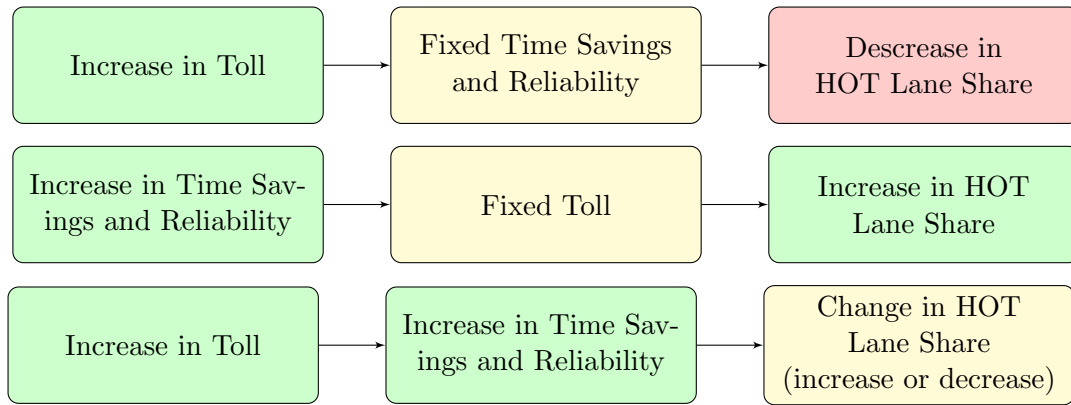 Increase in Toll
Fixed Time Savings
and Reliability
Descrease in
HOT Lane Share
Increase in Time Sav-
ings and Reliability
Fixed Toll
Increase in HOT
Lane Share
Increase in Toll
Increase in Time Sav-
ings and Reliability
Change in HOT
Lane Share
(increase or decrease)